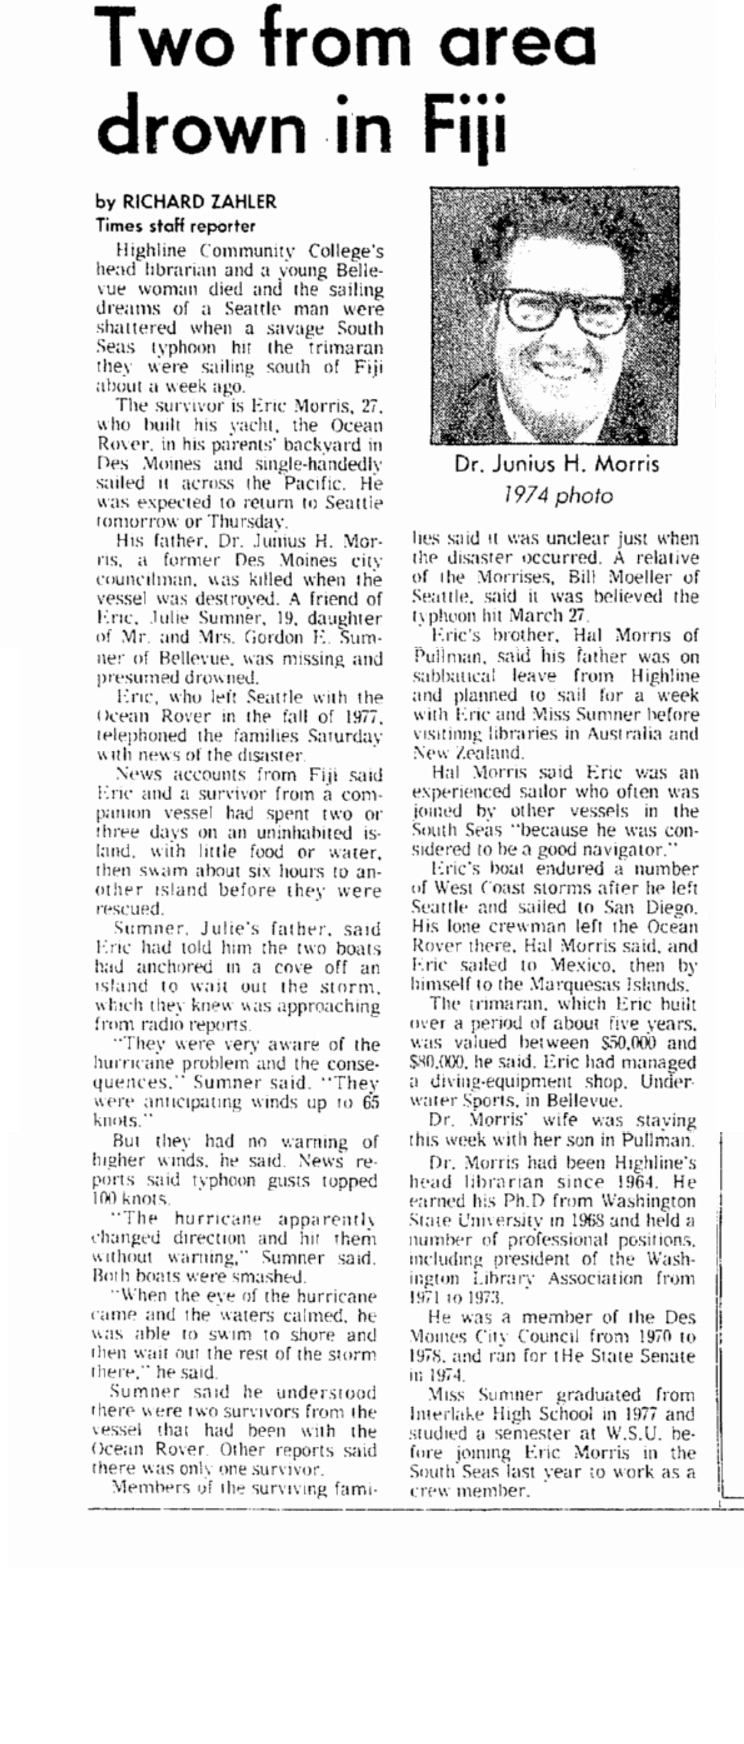 Two from area
drown in Fiji
by RICHARD ZAHLER
Times staff reporter
Highline Community College's
head librarian and a young Belle-
vue woman died and the sailing
dreams of a Seattle man were
shattered when a savage South
Seas typhoon hit the trimaran
they were sailing south of Fiji
about a week ago.
The survivor is Eric Morris, 27,
who built his yacht, the Ocean
Rover, in his parents' backyard in
Des Moines and single-handedly
sailed it across the Pacific. He
was expected to return to Seattle
tomorrow or Thursday.
His father, Dr. Junius H. Mor-
ris, a former Des Moines city
councilman, was killed when the
vessel was destroyed. A friend of
Eric, Julie Sumner, 19, daughter
of Mr. and Mrs. Gordon E. Sum-
ner of Bellevue, was missing and
presumed drowned.
Eric, who left Seattle with the
Ocean Rover in the fall of 1977,
telephoned the families Saturday
with news of the disaster.
News accounts from Fiji said
Eric and a survivor from a com-
panion vessel had spent two or
three days on an uninhabited is-
land, with little food or water,
then swam about six hours to an-
other island before they were
rescued.
Sumner, Julie's father, said
Eric had told him the two boats
had anchored in a cove off an
island to wait out the storm,
which they knew was approaching
from radio reports.
"They were very aware of the
hurricane problem and the conse-
quences," Sumner said. "They
were anticipating winds up to 65
knots."
But they had no warning of
higher winds, he said. News re-
ports said typhoon gusts topped
100 knots.
"The hurricane apparently
changed direction and hit them
without warning," Sumner said.
Both boats were smashed.
"When the eye of the hurricane
came and the waters calmed, he
was able to swim to shore and
then wait out the rest of the storm
there," he said.
Sumner said he understood
there were two survivors from the
vessel that had been with the
Ocean Rover. Other reports said
there was only one survivor.
Members of the surviving fami-
Dr. Junius H. Morris
1974 photo
lies said it was unclear just when
the disaster occurred. A relative
of the Morrises, Bill Moeller of
Seattle, said it was believed the
typhoon hit March 27.
Eric's brother, Hal Morris of
Pullman, said his father was on
sabbatical leave from Highline
and planned to sail for a week
with Eric and Miss Sumner before
visitinng libraries in Australia and
New Zealand.
Hal Morris said Eric was an
experienced sailor who often was
joined by other vessels in the
South Seas "because he was con-
sidered to be a good navigator."
Eric's boat endured a number
of West Coast storms after he left
Seattle and sailed to San Diego.
His lone crewman left the Ocean
Rover there, Hal Morris said, and
Eric sailed to Mexico, then by
himself to the Marquesas Islands.
The trimaran, which Eric built
over a period of about five years,
was valued between $50,000 and
$80,000, he said. Eric had managed
a diving-equipment shop, Under-
water Sports, in Bellevue.
Dr. Morris' wife was staying
this week with her son in Pullman.
Dr. Morris had been Highline's
head librarian since 1964. He
earned his Ph.D from Washington
State University in 1968 and held a
number of professional positions,
including president of the Wash-
ington Library Association from
1971 to 1973.
He was a member of the Des
Moines City Council from 1970 to
1978, and ran for tHe State Senate
in 1974.
Miss Sumner graduated from
Interlake High School in 1977 and
studied a semester at W.S.U. be-
fore joining Eric Morris in the
South Seas last year to work as a
crew member.